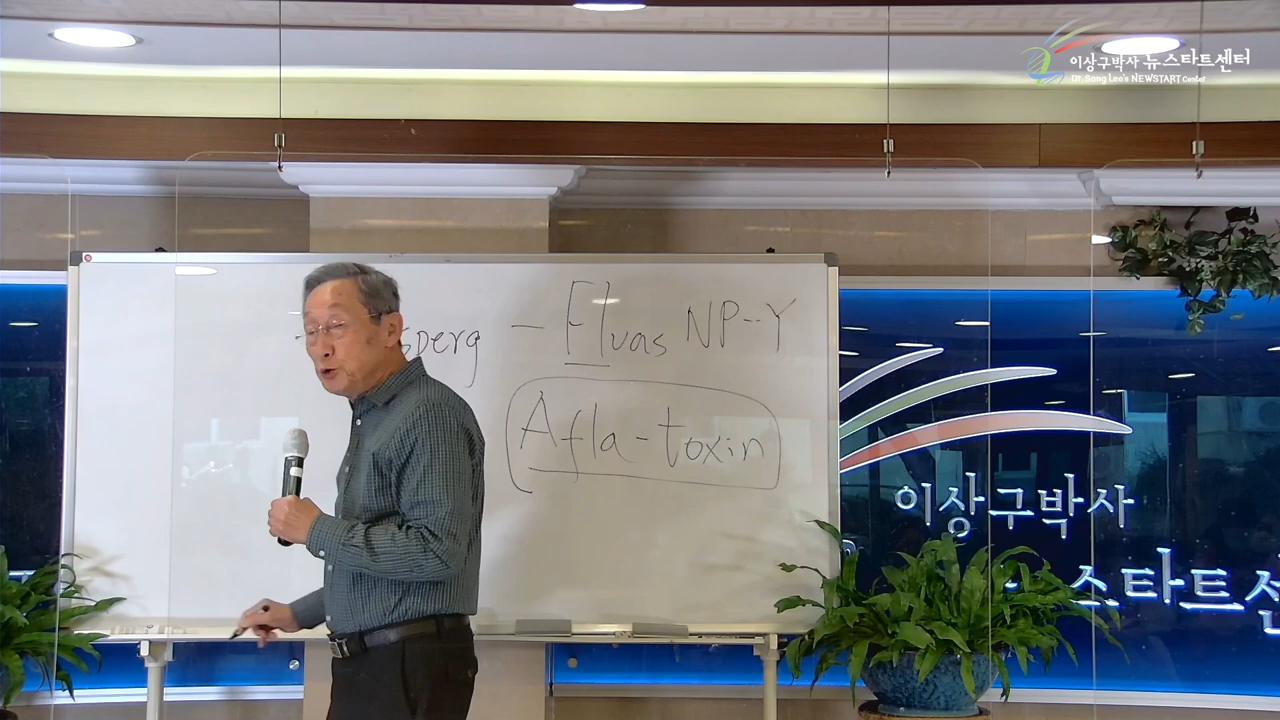 이상구박사 뉴스타트센터
Dr. Sang Lee's NEWSTART Center
sperg - Fluas NP--Y
Afla-toxin
이상구박사
스타트센